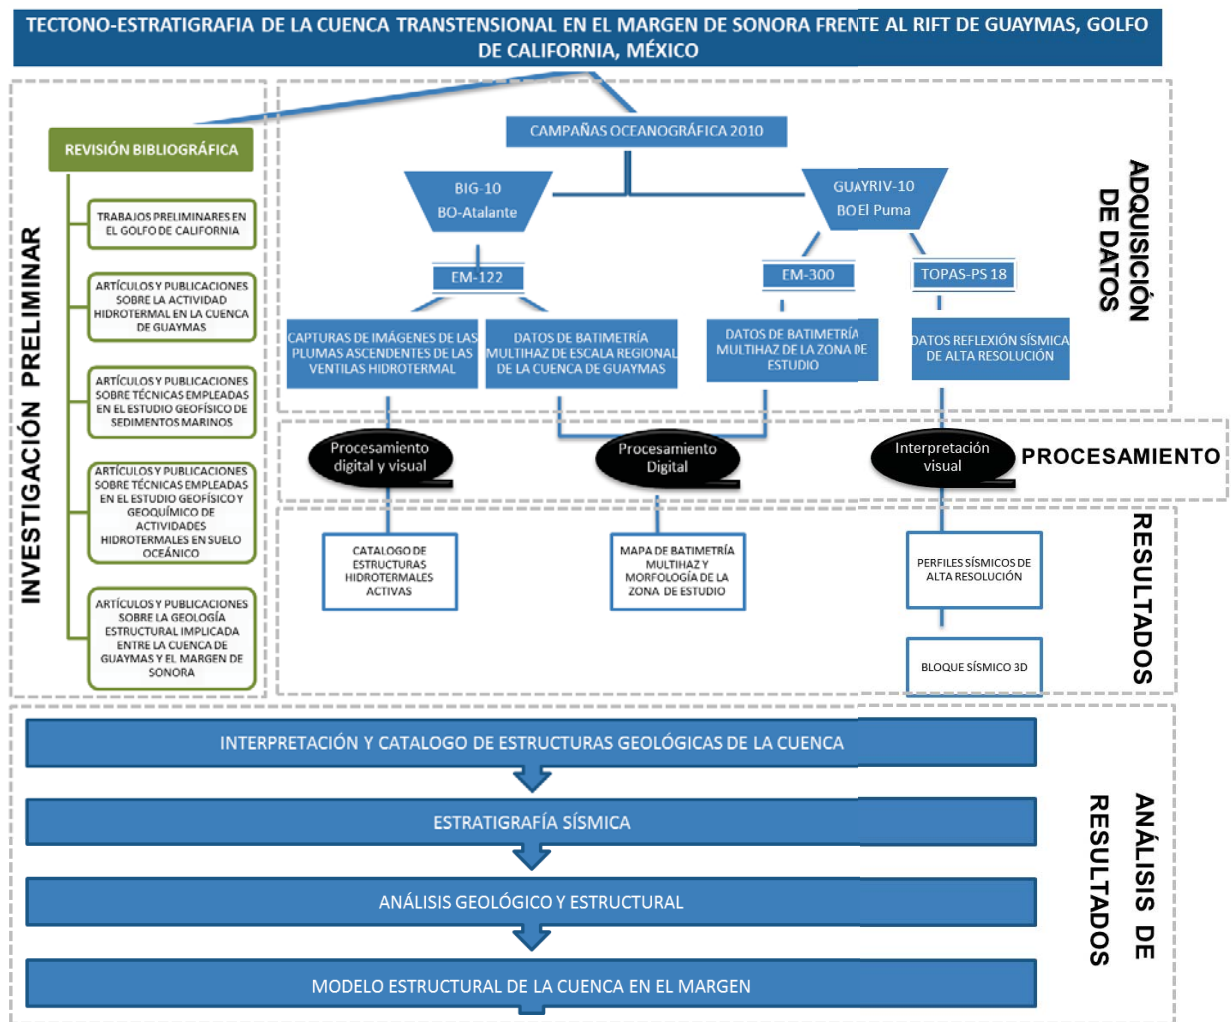 TECTONO-ESTRATIGRAFIA DE LA CUENCA TRANSTENSIONAL EN EL MARGEN DE SONORA FRENTE AL RIFT DE GUAYMAS, GOLFO
DE CALIFORNIA, MÉXICO
INVESTIGACIÓN PRELIMINAR
REVISIÓN BIBLIOGRÁFICA
TRABAJOS PRELIMINARES EN
EL GOLFO DE CALIFORNIA
ARTÍCULOS Y PUBLICACIONES
SOBRE LA ACTIVIDAD
HIDROTERMAL EN LA CUENCA
DE GUAYMAS
ARTÍCULOS Y PUBLICACIONES
SOBRE TÉCNICAS EMPLEADAS
EN EL ESTUDIO GEOFÍSICO DE
SEDIMENTOS MARINOS
ARTÍCULOS Y PUBLICACIONES
SOBRE TÉCNICAS EMPLEADAS
EN EL ESTUDIO GEOFÍSICO Y
GEOQUÍMICO DE
ACTIVIDADES
HIDROTERMALES EN SUELO
OCEÁNICO
ARTÍCULOS Y PUBLICACIONES
SOBRE LA GEOLOGÍA
ESTRUCTURAL IMPLICADA
ENTRE LA CUENCA DE
GUAYMAS Y EL MARGEN DE
SONORA
ADQUISICIÓN
DE DATOS
CAMPAÑAS OCEANOGRÁFICA 2010
BIG-10
BO-Atalante
GUAYRIV-10
BO El Puma
EM-122
EM-300
TOPAS-PS 18
CAPTURAS DE IMÁGENES DE LAS
PLUMAS ASCENDENTES DE LAS
VENTILAS HIDROTERMAL
DATOS DE BATIMETRÍA
MULTIHAZ DE ESCALA REGIONAL
DE LA CUENCA DE GUAYMAS
DATOS DE BATIMETRÍA
MULTIHAZ DE LA ZONA DE
ESTUDIO
DATOS REFLEXIÓN SÍSMICA
DE ALTA RESOLUCIÓN
PROCESAMIENTO
Procesamiento
digital y visual
Procesamiento
Digital
Interpretación
visual
RESULTADOS
CATALOGO DE
ESTRUCTURAS
HIDROTERMALES
ACTIVAS
MAPA DE BATIMETRÍA
MULTIHAZ Y
MORFOLOGÍA DE LA
ZONA DE ESTUDIO
PERFILES SÍSMICOS DE
ALTA RESOLUCIÓN
BLOQUE SÍSMICO 3D
ANÁLISIS DE
RESULTADOS
INTERPRETACIÓN Y CATALOGO DE ESTRUCTURAS GEOLÓGICAS DE LA CUENCA
ESTRATIGRAFÍA SÍSMICA
ANÁLISIS GEOLÓGICO Y ESTRUCTURAL
MODELO ESTRUCTURAL DE LA CUENCA EN EL MARGEN